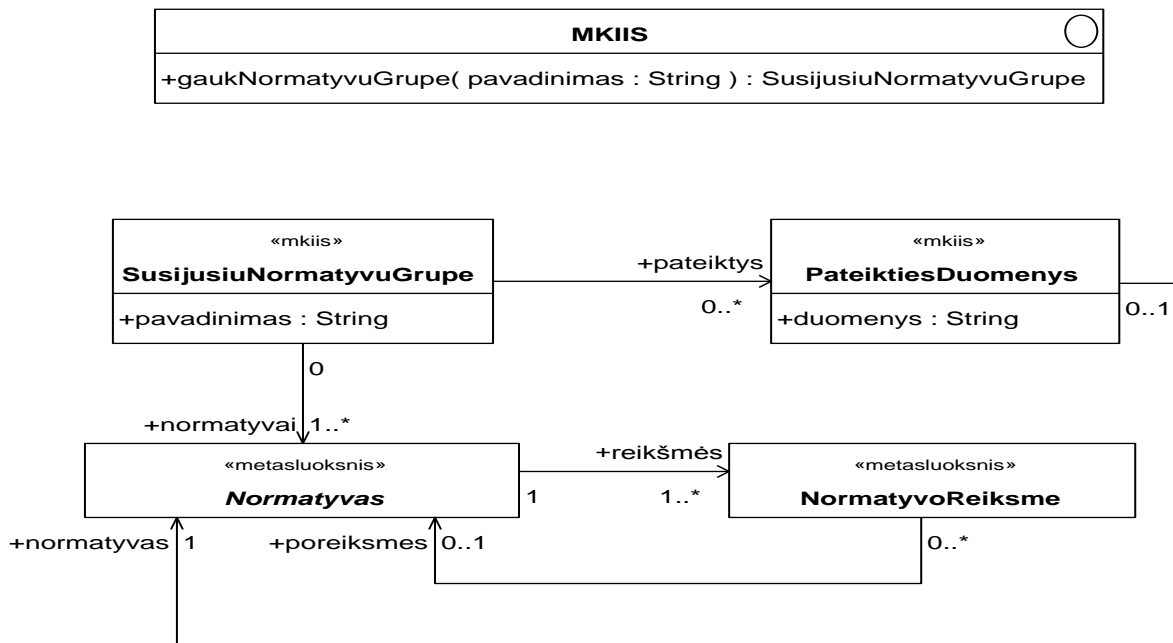 MKIIS
+gaukNormatyvuGrupe( pavadinimas : String ) : SusijusiuNormatyvuGrupe
«mkiis»
SusijusiuNormatyvuGrupe
+pavadinimas : String
+pateiktys
0..*
«mkiis»
PateiktiesDuomenys
+duomenys : String
0..1
0
+normatyvai 1..*
«metasluoksnis»
Normatyvas
+reikšmės
1
1..*
«metasluoksnis»
NormatyvoReiksme
+normatyvas 1
+poreiksmes 0..1
0..*